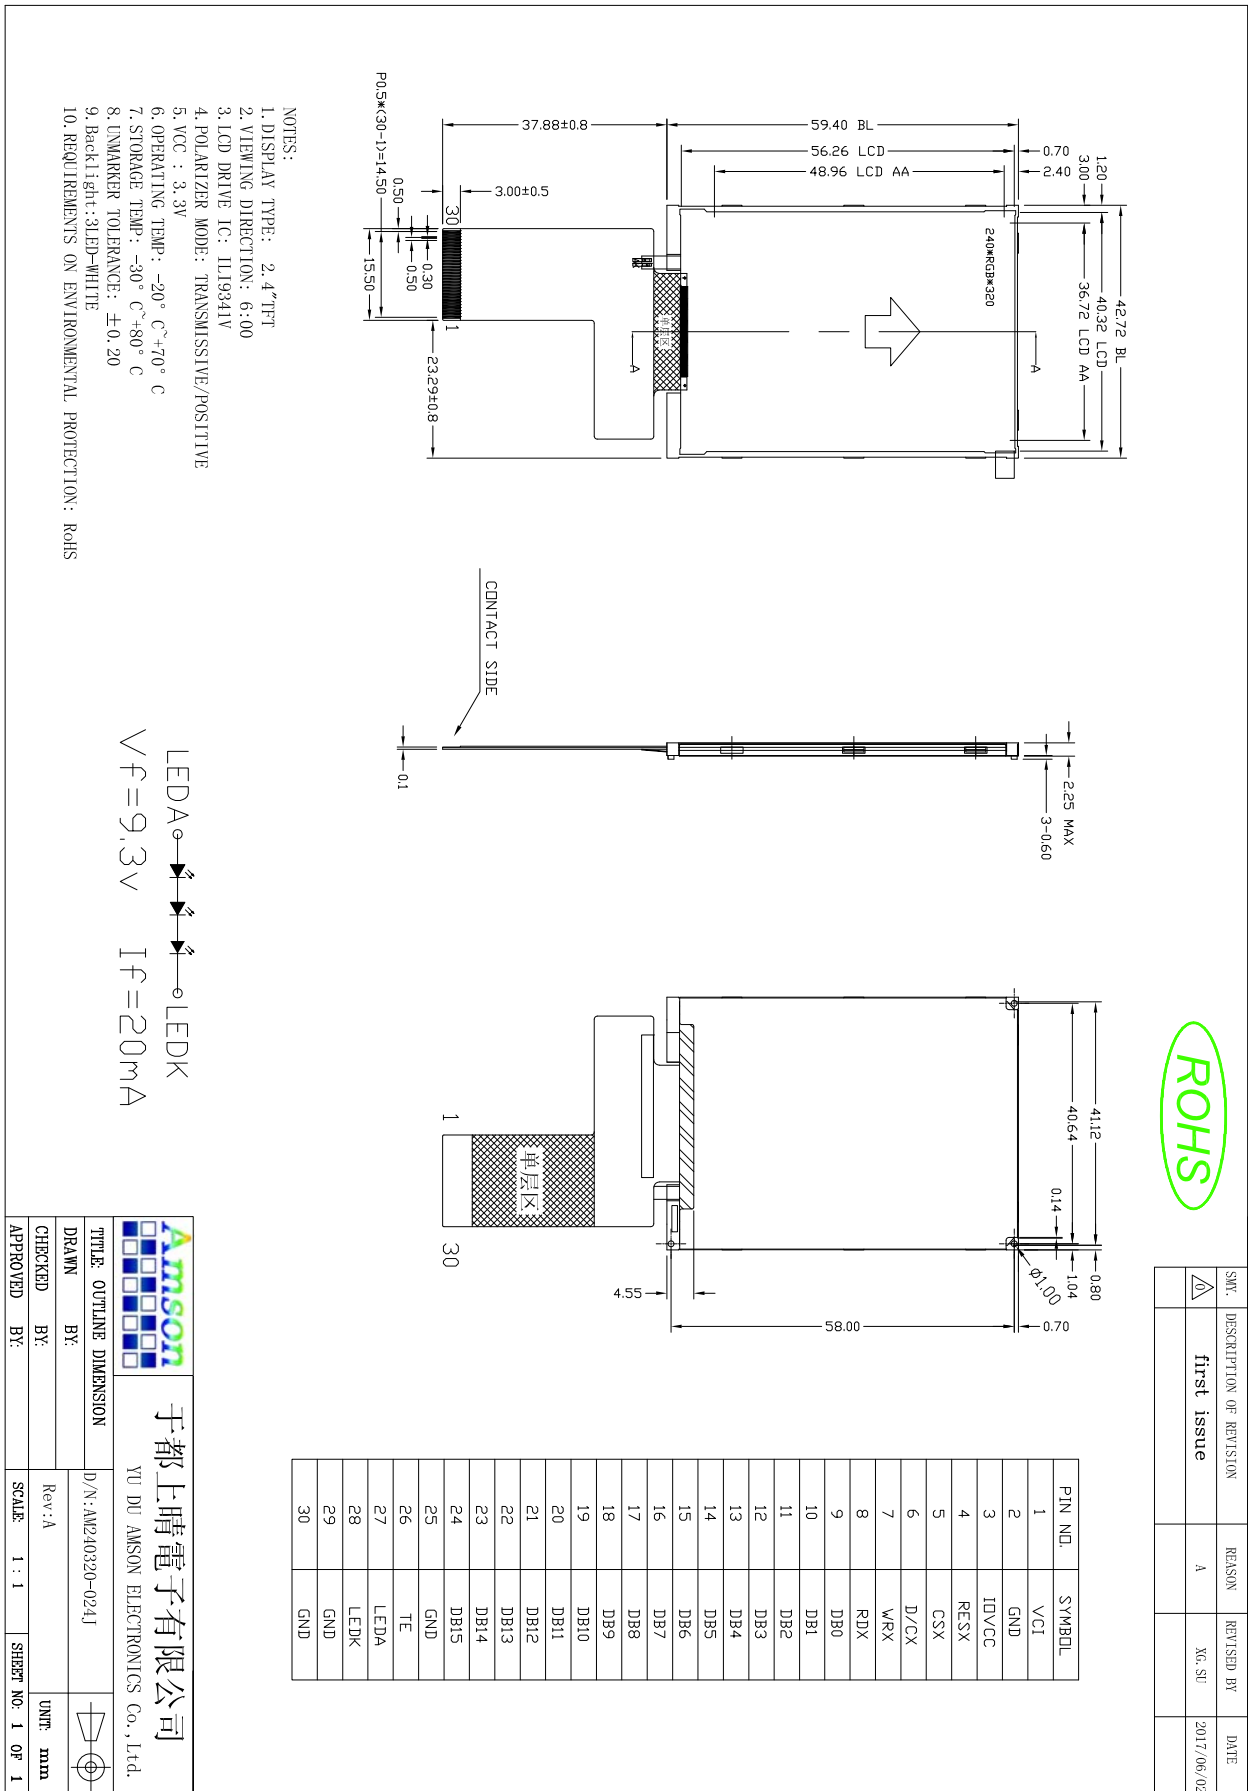 SMY. DESCRIPTION OF REVISION REASON REVISED BY DATE
0 first issue A XG.SU 2017/06/02
ROHS
42.72 BL
40.32 LCD
36.72 LCD AA
1.20
3.00
0.70
2.40
59.40 BL
56.26 LCD
48.96 LCD AA
37.88±0.8
240*RGB*320
A
A
单层区
3.00±0.5
P0.5*(30-1)=14.50
0.50
0.30
0.50
15.50
30
1
23.29±0.8
2.25 MAX
3-0.60
CONTACT SIDE
0.1
41.12
40.64
0.14
0.80
1.04
Φ1.00
0.70
58.00
4.55
单层区
1
30
PIN NO. SYMBOL
1 VCI
2 GND
3 IOVCC
4 RESX
5 CSX
6 D/CX
7 WRX
8 RDX
9 DB0
10 DB1
11 DB2
12 DB3
13 DB4
14 DB5
15 DB6
16 DB7
17 DB8
18 DB9
19 DB10
20 DB11
21 DB12
22 DB13
23 DB14
24 DB15
25 GND
26 TE
27 LEDA
28 LEDK
29 GND
30 GND
NOTES:
1. DISPLAY TYPE: 2.4"TFT
2. VIEWING DIRECTION: 6:00
3. LCD DRIVE IC: ILI9341V
4. POLARIZER MODE: TRANSMISSIVE/POSITIVE
5. VCC : 3.3V
6. OPERATING TEMP: -20° C~+70° C
7. STORAGE TEMP: -30° C~+80° C
8. UNMARKER TOLERANCE: ±0.20
9. Backlight:3LED-WHITE
10. REQUIREMENTS ON ENVIRONMENTAL PROTECTION: RoHS
LEDA LEDK
Vf=9.3v If=20mA
Amson
于都上晴電子有限公司
YU DU AMSON ELECTRONICS Co.,Ltd.
TITLE: OUTLINE DIMENSION
D/N:AM240320-024J
DRAWN BY:
CHECKED BY:
Rev:A
UNIT: mm
APPROVED BY:
SCALE: 1:1
SHEET NO: 1 OF 1